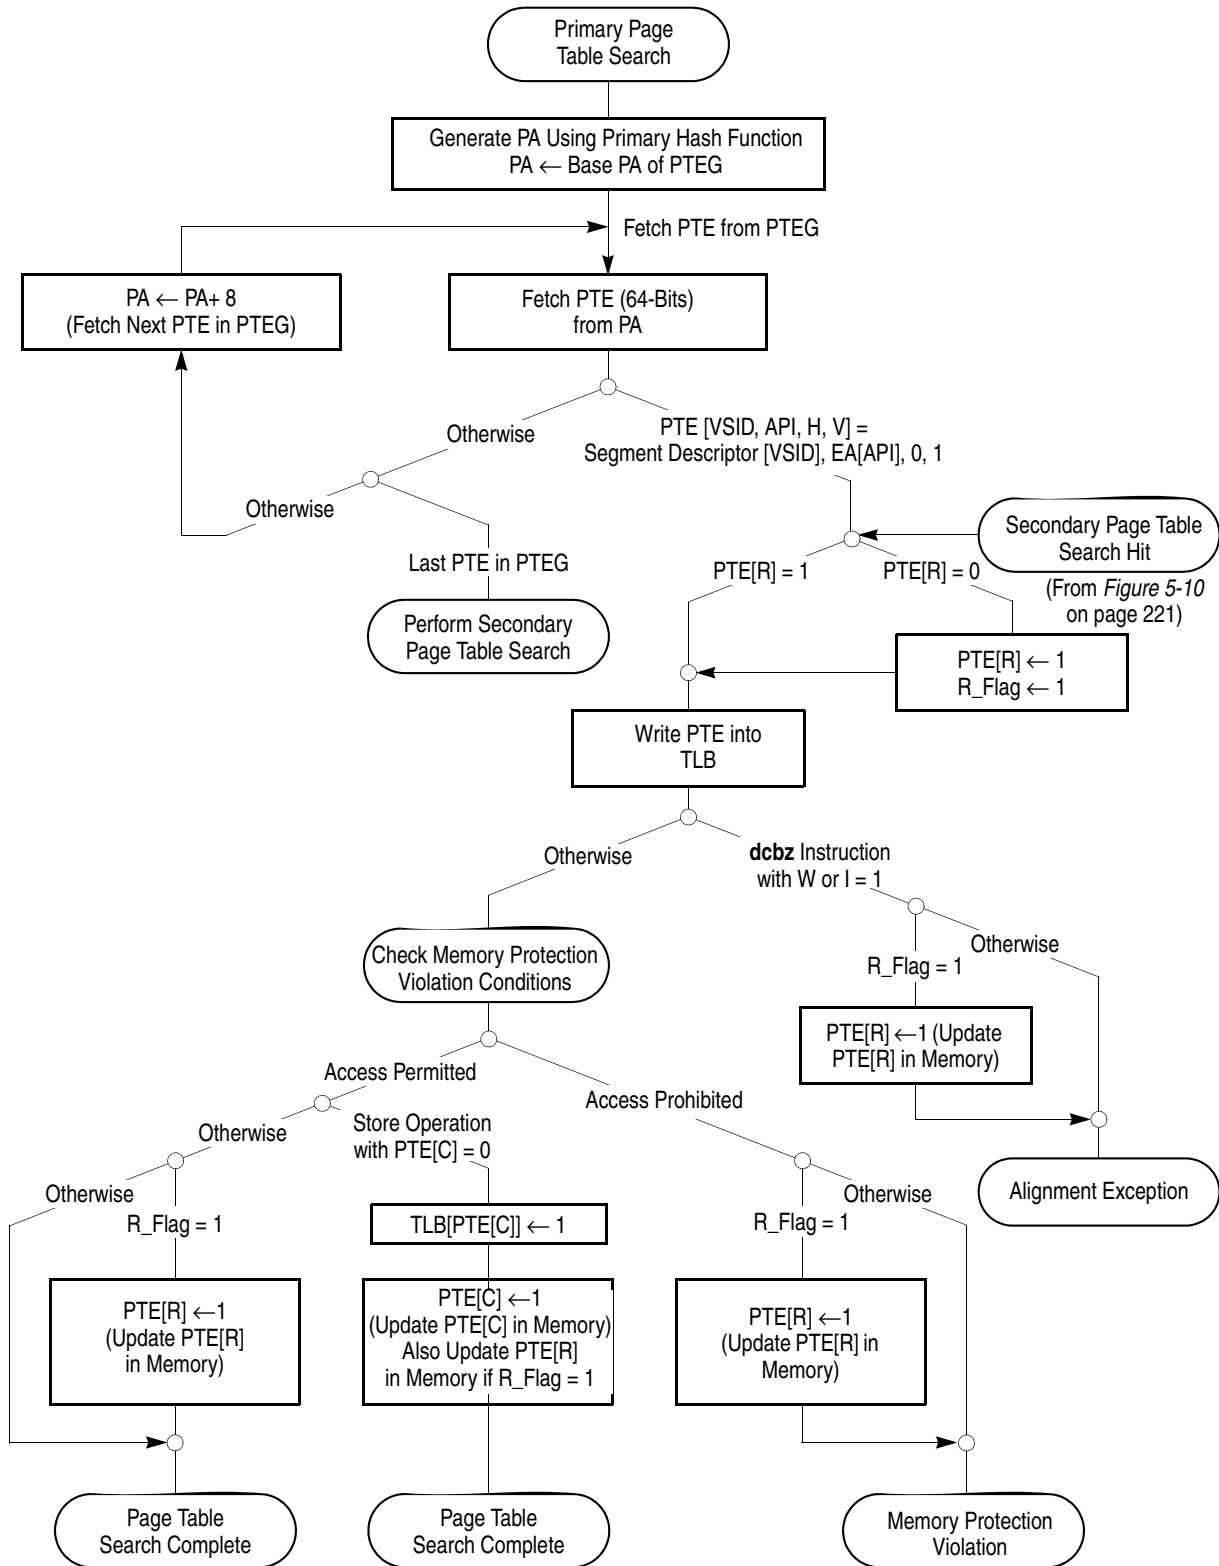 Primary Page
Table Search
Generate PA Using Primary Hash Function
PA ← Base PA of PTEG
Fetch PTE from PTEG
PA ← PA+ 8
(Fetch Next PTE in PTEG)
Fetch PTE (64-Bits)
from PA
Otherwise
PTE [VSID, API, H, V] =
Segment Descriptor [VSID], EA[API], 0, 1
Otherwise
Last PTE in PTEG
Perform Secondary
Page Table Search
Secondary Page Table
Search Hit
(From Figure 5-10
on page 221)
PTE[R] = 1
PTE[R] = 0
PTE[R] ← 1
R_Flag ← 1
Write PTE into
TLB
Otherwise
dcbz Instruction
with W or I = 1
Check Memory Protection
Violation Conditions
R_Flag = 1
Otherwise
PTE[R] ←1 (Update
PTE[R] in Memory)
Alignment Exception
Access Permitted
Access Prohibited
Otherwise
Store Operation
with PTE[C] = 0
Otherwise
R_Flag = 1
TLB[PTE[C]] ← 1
R_Flag = 1
Otherwise
PTE[R] ←1
(Update PTE[R]
in Memory)
PTE[C] ←1
(Update PTE[C] in Memory)
Also Update PTE[R]
in Memory if R_Flag = 1
PTE[R] ←1
(Update PTE[R] in
Memory)
Page Table
Search Complete
Page Table
Search Complete
Memory Protection
Violation